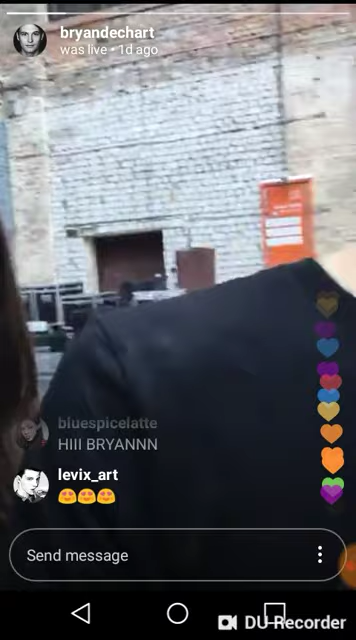 bryandechart
was live • 1d ago
bluespicelatte
HIII BRYANNN
levix_art
😍😍😍
Send message
DU Recorder